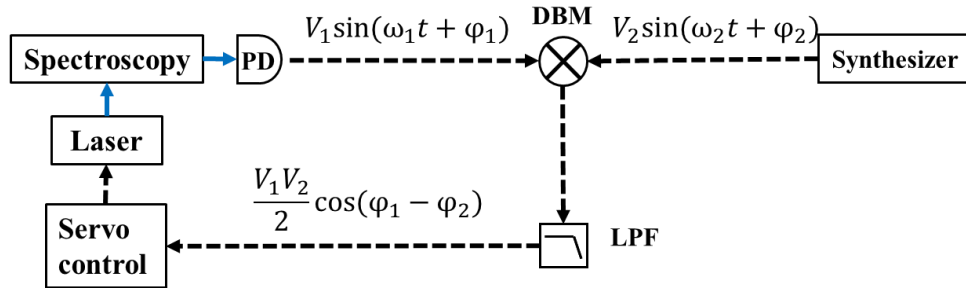 V₁sin(ω₁t + φ₁)
DBM
V₂sin(ω₂t + φ₂)
Spectroscopy
PD
Synthesizer
Laser
V₁V₂
2
cos(φ₁ − φ₂)
Servo
control
LPF